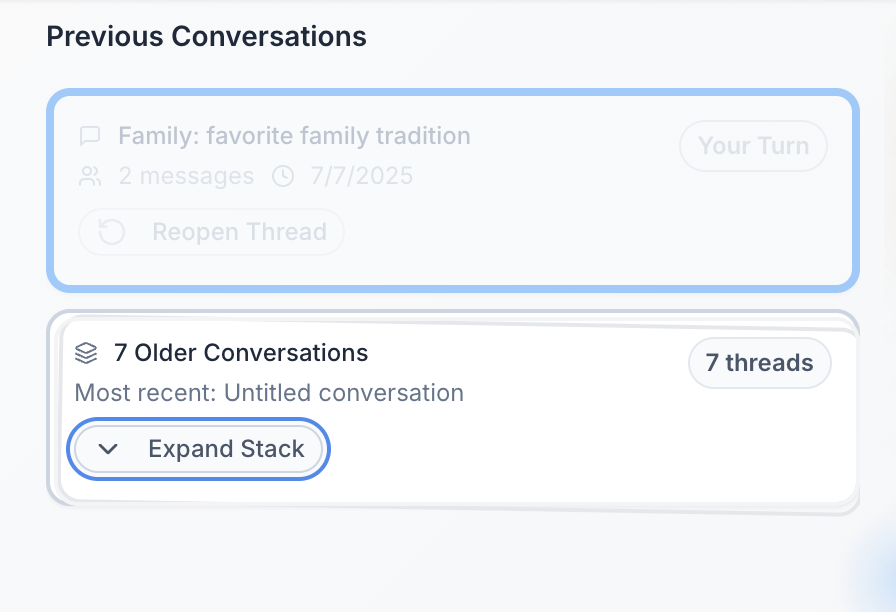 Previous Conversations
Family: favorite family tradition
Your Turn
2 messages 7/7/2025
Reopen Thread
7 Older Conversations
7 threads
Most recent: Untitled conversation
Expand Stack